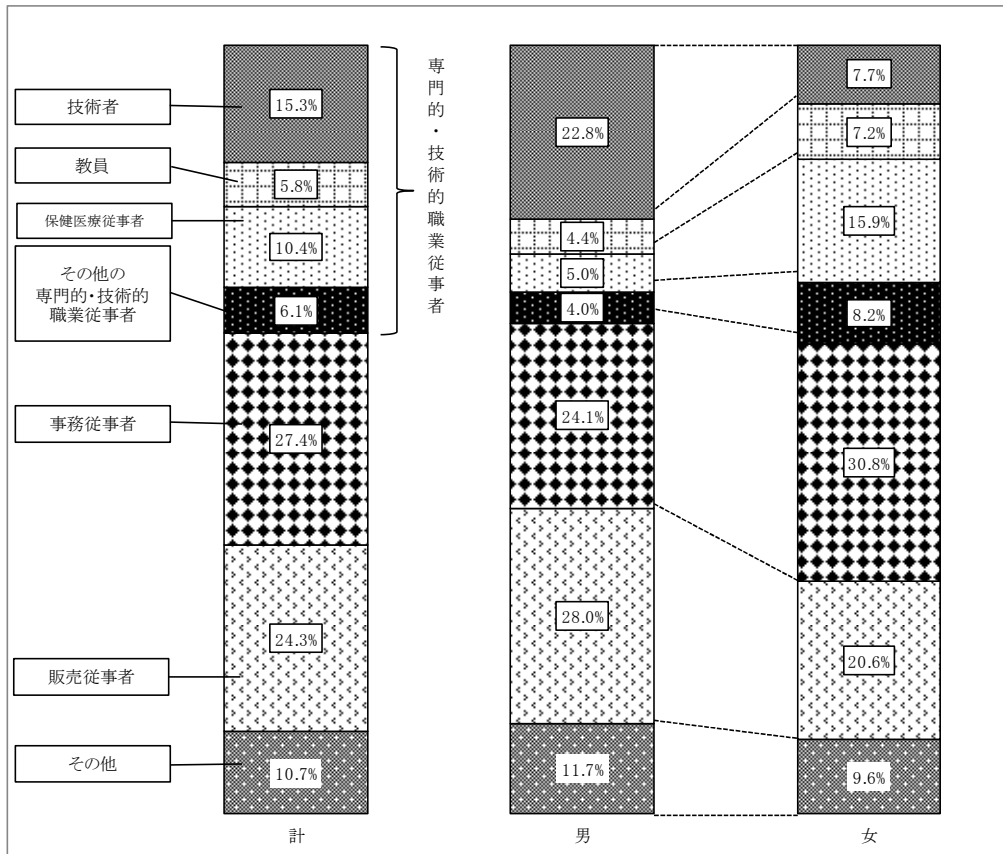 技術者
教員
保健医療従事者
その他の
専門的・技術的
職業従事者
事務従事者
販売従事者
その他
15.3%
5.8%
10.4%
6.1%
27.4%
24.3%
10.7%
計
専門的・技術的職業従事者
22.8%
4.4%
5.0%
4.0%
24.1%
28.0%
11.7%
男
7.7%
7.2%
15.9%
8.2%
30.8%
20.6%
9.6%
女